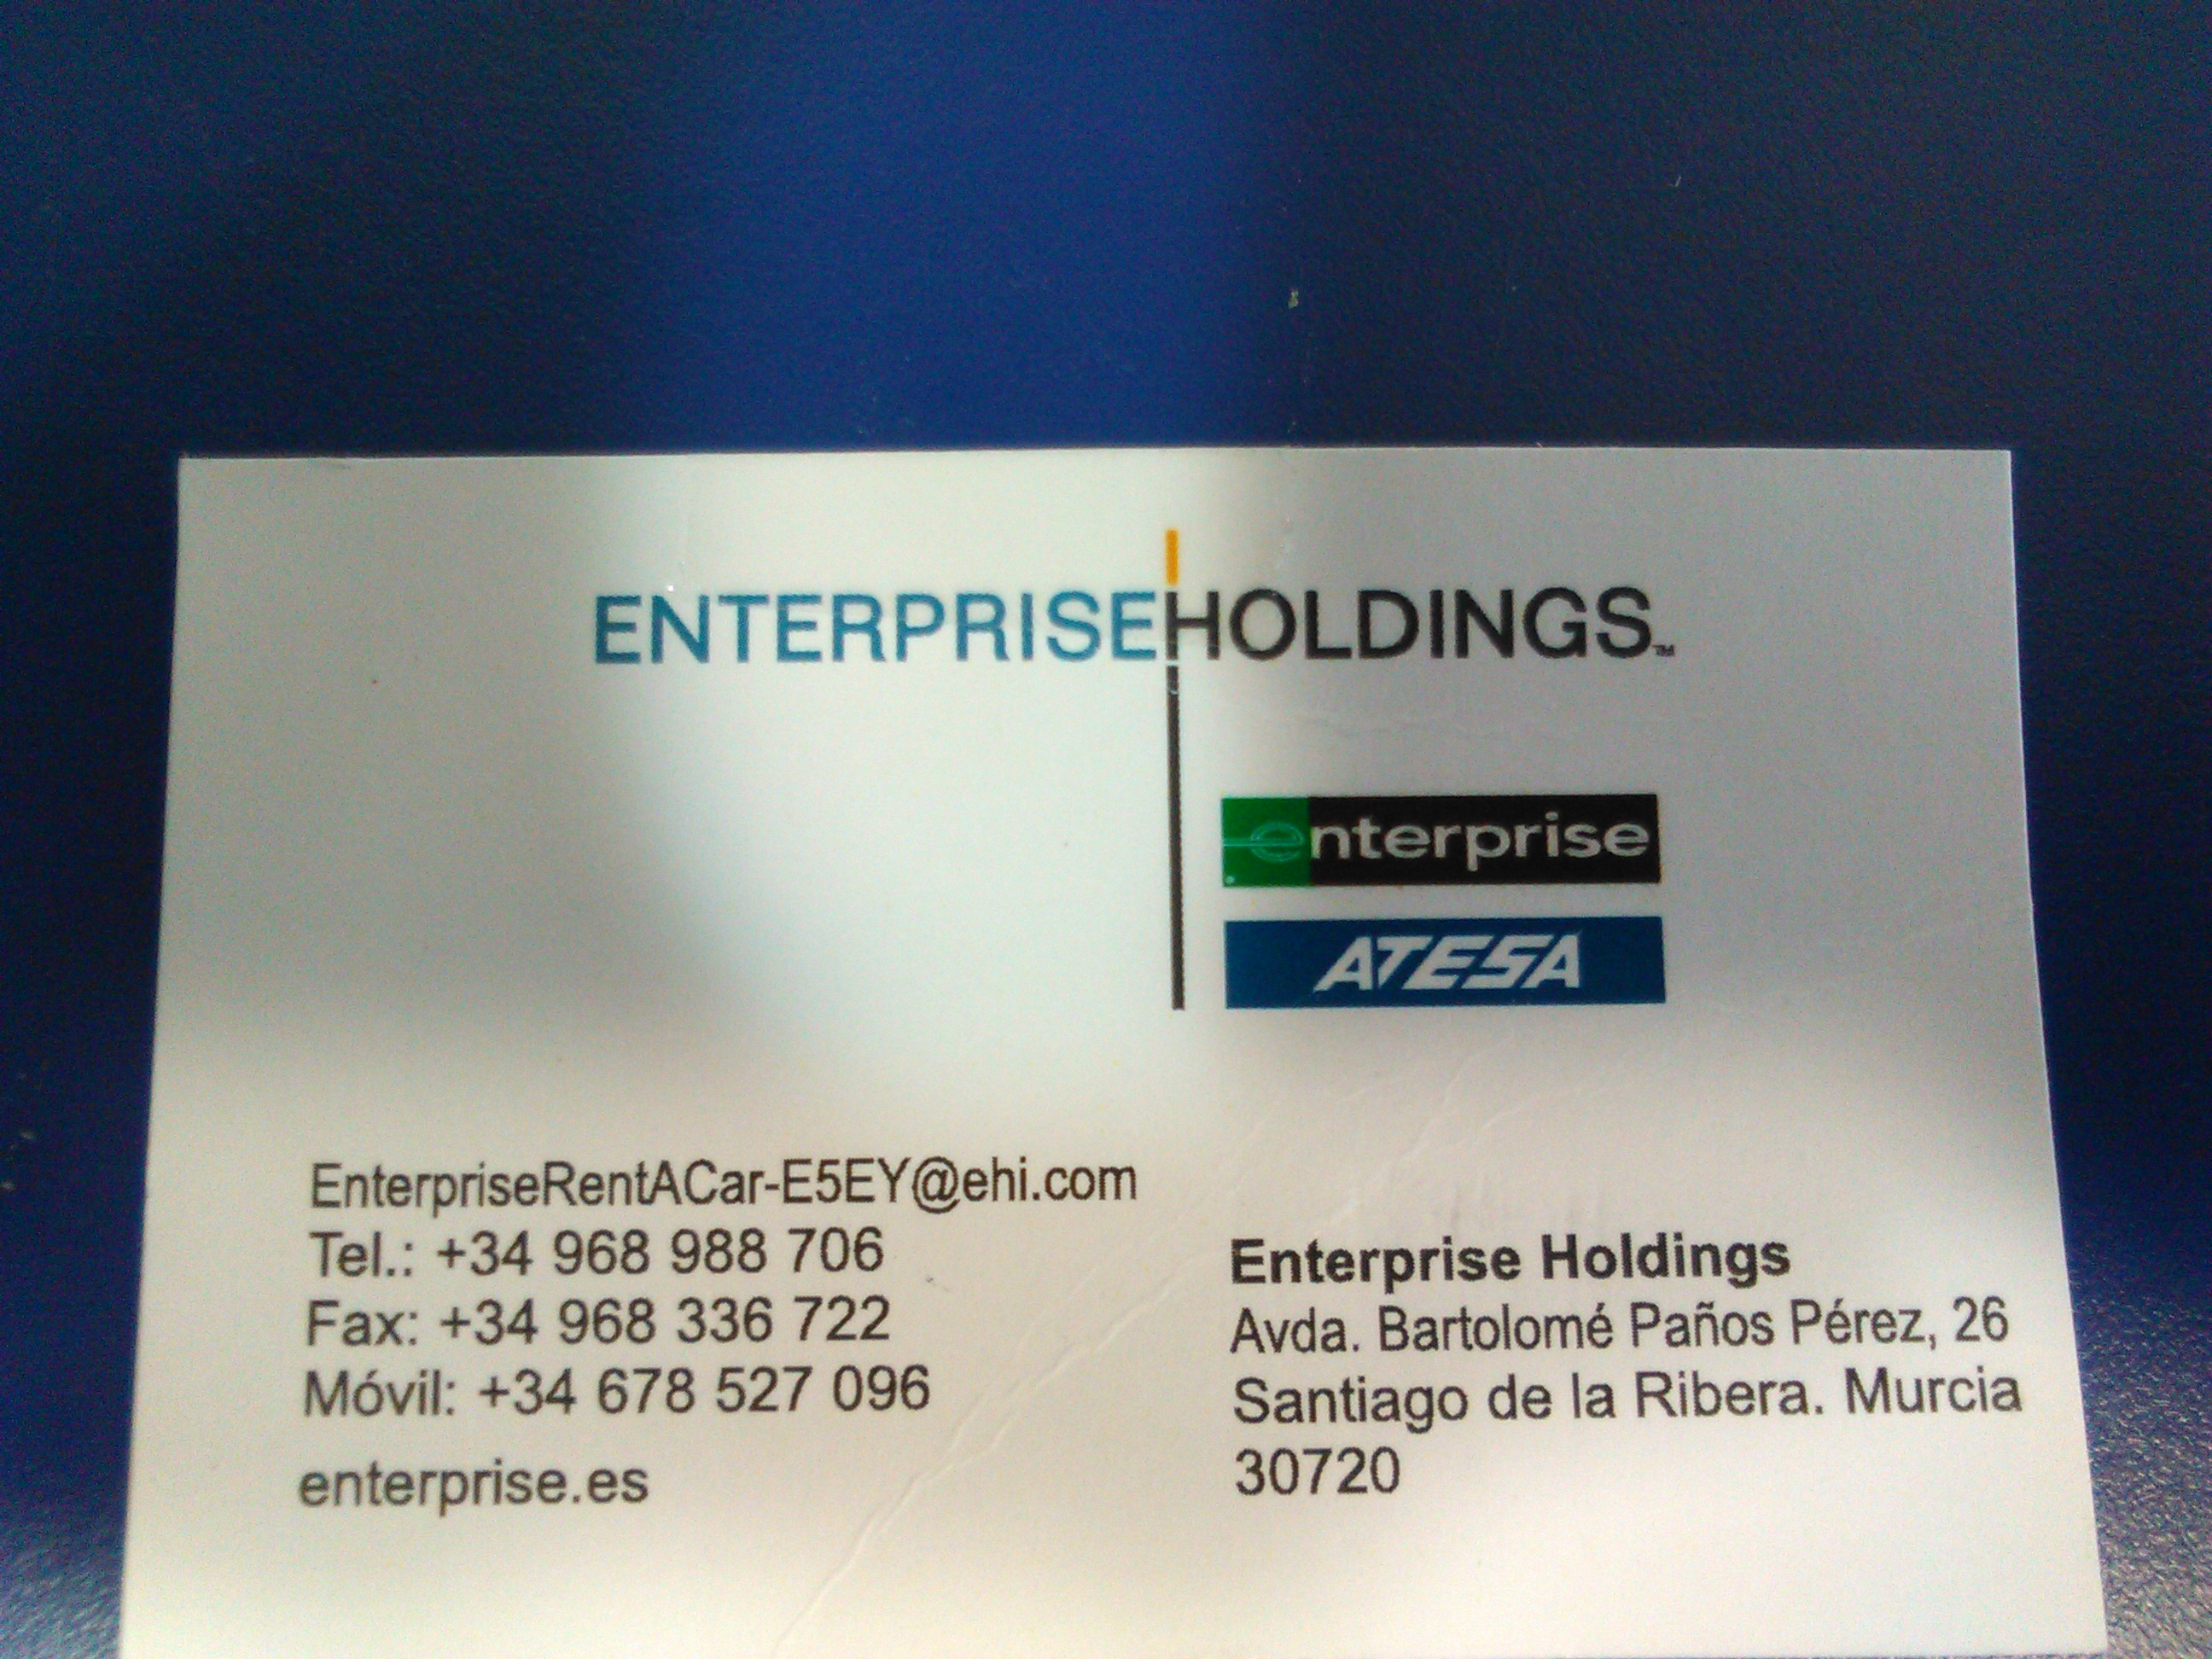 ENTERPRISEHOLDINGS™
enterprise
ATESA
EnterpriseRentACar-E5EY@ehi.com
Tel.: +34 968 988 706
Fax: +34 968 336 722
Móvil: +34 678 527 096
enterprise.es
Enterprise Holdings
Avda. Bartolomé Paños Pérez, 26
Santiago de la Ribera. Murcia
30720